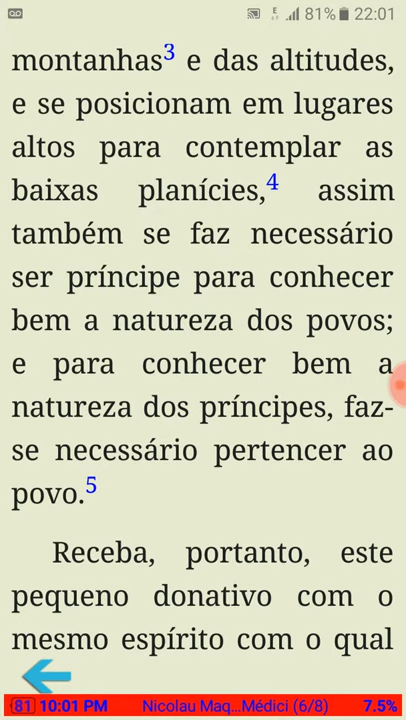 81% 22:01
montanhas3 e das altitudes,
e se posicionam em lugares
altos para contemplar as
baixas planícies,4 assim
também se faz necessário
ser príncipe para conhecer
bem a natureza dos povos;
e para conhecer bem a
natureza dos príncipes, faz-
se necessário pertencer ao
povo.5
Receba, portanto, este
pequeno donativo com o
mesmo espírito com o qual
81 10:01 PM Nicolau Maq...Médici (6/8) 7.5%